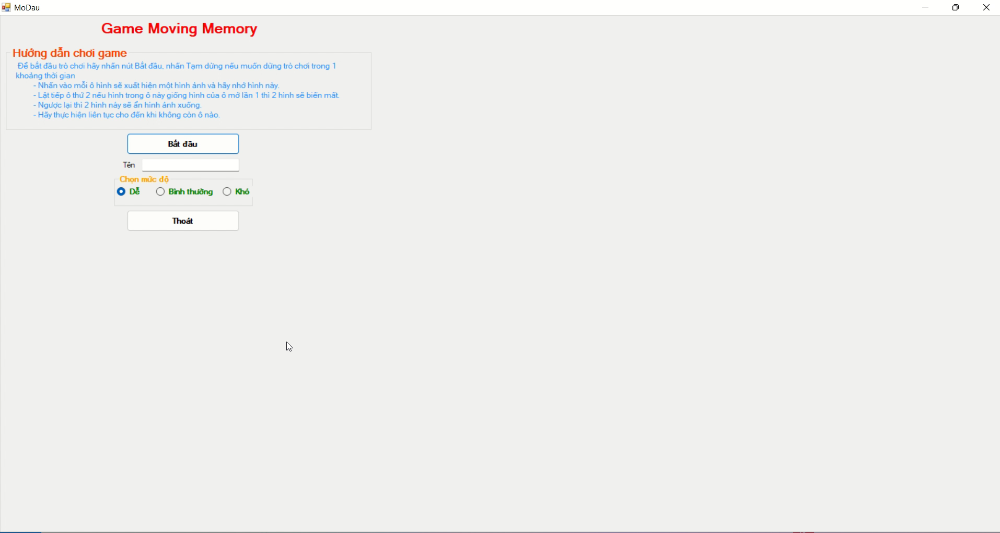 MoDau
Game Moving Memory
Hướng dẫn chơi game
Để bắt đầu trò chơi hãy nhấn nút Bắt đầu, nhấn Tạm dừng nếu muốn dừng trò chơi trong 1
khoảng thời gian
- Nhấn vào mỗi ô hình sẽ xuất hiện một hình ảnh và hãy nhớ hình này.
- Lật tiếp ô thứ 2 nếu hình trong ô này giống hình của ô mở lần 1 thì 2 hình sẽ biến mất.
- Ngược lại thì 2 hình này sẽ ẩn hình ảnh xuống.
- Hãy thực hiện liên tục cho đến khi không còn ô nào.
Bắt đầu
Tên
Chọn mức độ
Dễ Bình thường Khó
Thoát